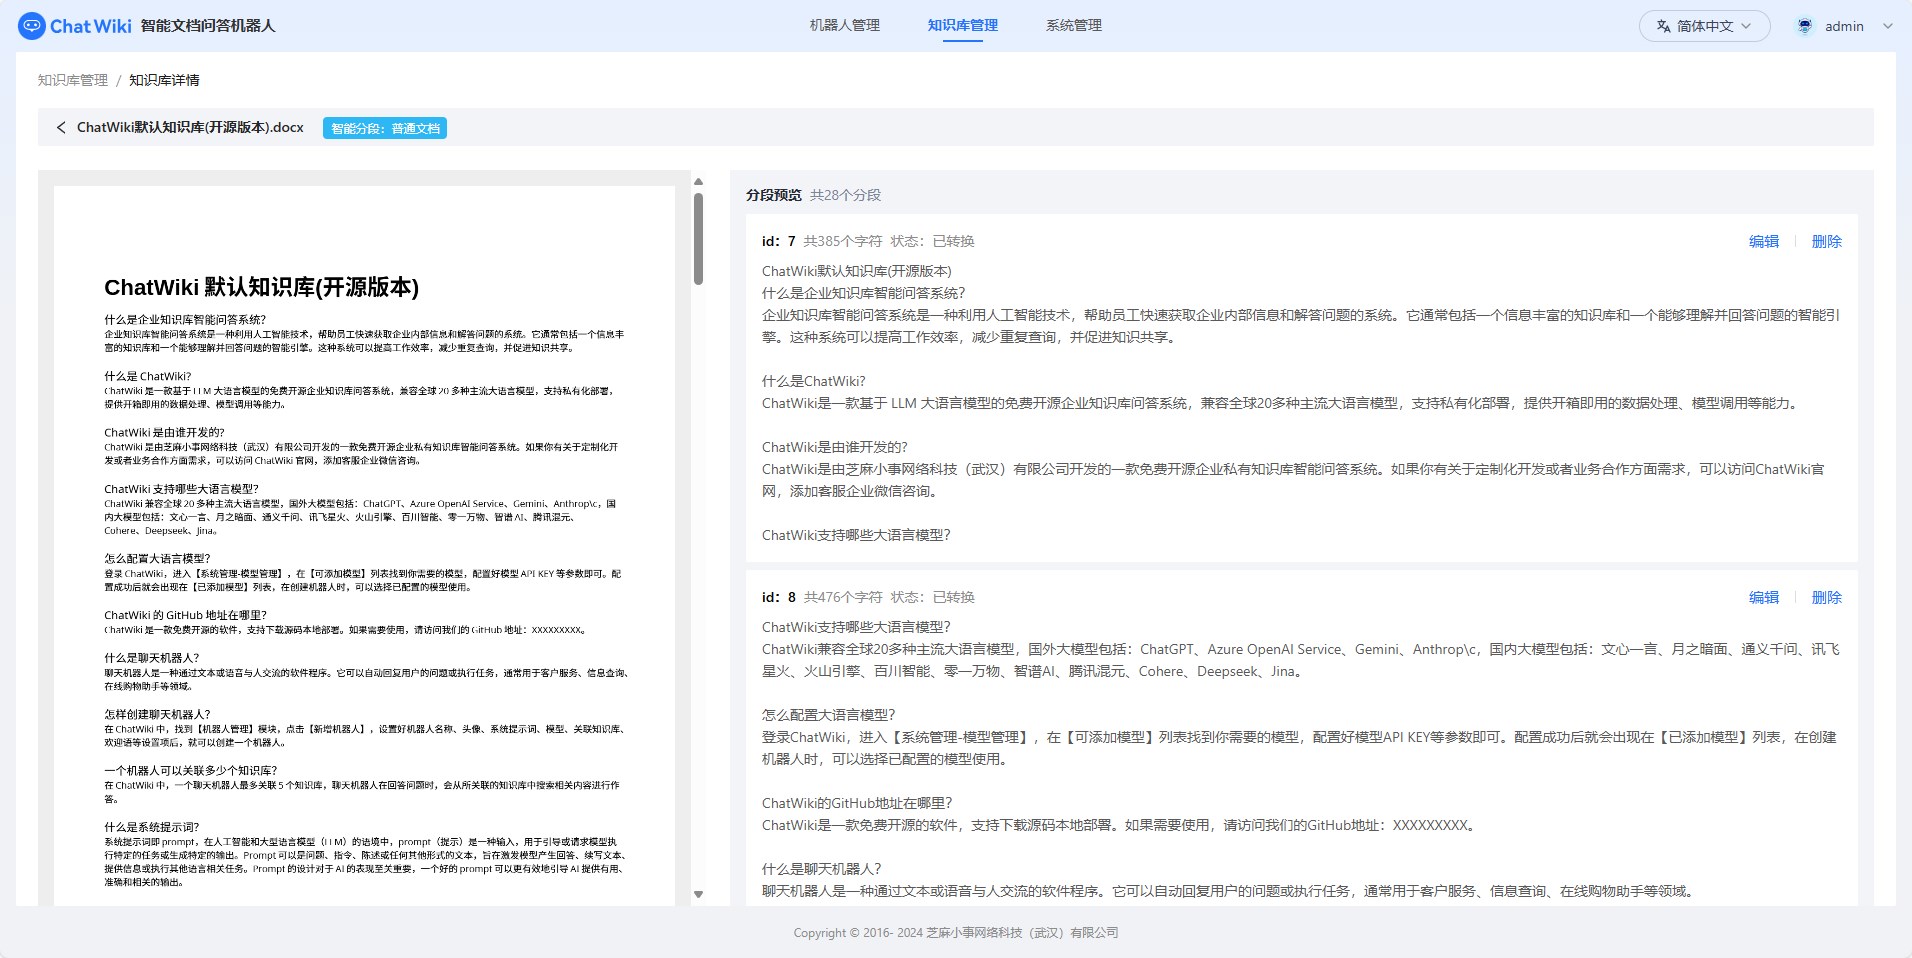 ChatWiki 智能文档问答机器人
机器人管理 知识库管理 系统管理
简体中文 admin
知识库管理 / 知识库详情
ChatWiki默认知识库(开源版本).docx 智能分段：普通文档
ChatWiki 默认知识库(开源版本)
什么是企业知识库智能问答系统？
企业知识库智能问答系统是一种利用人工智能技术，帮助员工快速获取企业内部信息和解答问题的系统。它通常包括一个信息丰
富的知识库和一个能够理解并回答问题的智能引擎。这种系统可以提高工作效率，减少重复查询，并促进知识共享。
什么是 ChatWiki?
ChatWiki 是一款基于 LLM 大语言模型的免费开源企业知识库问答系统，兼容全球 20 多种主流大语言模型，支持私有化部署，
提供开箱即用的数据处理、模型调用等能力。
ChatWiki 是由谁开发的?
ChatWiki 是由芝麻小事网络科技（武汉）有限公司开发的一款免费开源企业私有知识库智能问答系统。如果你有关于定制化开
发或者业务合作方面需求，可以访问 ChatWiki 官网，添加客服企业微信咨询。
ChatWiki 支持哪些大语言模型?
ChatWiki 兼容全球 20 多种主流大语言模型，国外大模型包括：ChatGPT、Azure OpenAI Service、Gemini、Anthrop\c，国
内大模型包括：文心一言、月之暗面、通义千问、讯飞星火、火山引擎、百川智能、零一万物、智谱 AI、腾讯混元、
Cohere、Deepseek、Jina。
怎么配置大语言模型？
登录 ChatWiki，进入【系统管理-模型管理】，在【可添加模型】列表找到你需要的模型，配置好模型 API KEY 等参数即可。配
置成功后就会出现在【已添加模型】列表，在创建机器人时，可以选择已配置的模型使用。
ChatWiki 的 GitHub 地址在哪里？
ChatWiki 是一款免费开源的软件，支持下载源码本地部署。如果需要使用，请访问我们的 GitHub 地址：XXXXXXXXX。
什么是聊天机器人？
聊天机器人是一种通过文本或语音与人交流的软件程序。它可以自动回复用户的问题或执行任务，通常用于客户服务、信息查询、
在线购物助手等领域。
怎样创建聊天机器人？
在 ChatWiki 中，找到【机器人管理】模块，点击【新增机器人】，设置好机器人名称、头像、系统提示词、模型、关联知识库、
欢迎语等设置项后，就可以创建一个机器人。
一个机器人可以关联多少个知识库？
在 ChatWiki 中，一个聊天机器人最多关联 5 个知识库，聊天机器人在回答问题时，会从所关联的知识库中搜索相关内容进行作
答。
什么是系统提示词？
系统提示词即 prompt，在人工智能和大型语言模型（LLM）的语境中，prompt（提示）是一种输入，用于引导或请求模型执
行特定的任务或生成特定的输出。Prompt 可以是问题、指令、陈述或任何其他形式的文本，旨在激发模型产生回答、续写文本、
提供信息或执行其他语言相关任务。Prompt 的设计对于 AI 的表现至关重要，一个好的 prompt 可以更有效地引导 AI 提供有用、
准确和相关的输出。
分段预览 共28个分段
id：7 共385个字符 状态：已转换 编辑 删除
ChatWiki默认知识库(开源版本)
什么是企业知识库智能问答系统？
企业知识库智能问答系统是一种利用人工智能技术，帮助员工快速获取企业内部信息和解答问题的系统。它通常包括一个信息丰富的知识库和一个能够理解并回答问题的智能引
擎。这种系统可以提高工作效率，减少重复查询，并促进知识共享。
什么是ChatWiki?
ChatWiki是一款基于 LLM 大语言模型的免费开源企业知识库问答系统，兼容全球20多种主流大语言模型，支持私有化部署，提供开箱即用的数据处理、模型调用等能力。
ChatWiki是由谁开发的?
ChatWiki是由芝麻小事网络科技（武汉）有限公司开发的一款免费开源企业私有知识库智能问答系统。如果你有关于定制化开发或者业务合作方面需求，可以访问ChatWiki官
网，添加客服企业微信咨询。
ChatWiki支持哪些大语言模型?
id：8 共476个字符 状态：已转换 编辑 删除
ChatWiki支持哪些大语言模型?
ChatWiki兼容全球20多种主流大语言模型，国外大模型包括：ChatGPT、Azure OpenAI Service、Gemini、Anthrop\c，国内大模型包括：文心一言、月之暗面、通义千问、讯飞
星火、火山引擎、百川智能、零一万物、智谱AI、腾讯混元、Cohere、Deepseek、Jina。
怎么配置大语言模型？
登录ChatWiki，进入【系统管理-模型管理】，在【可添加模型】列表找到你需要的模型，配置好模型API KEY等参数即可。配置成功后就会出现在【已添加模型】列表，在创建
机器人时，可以选择已配置的模型使用。
ChatWiki的GitHub地址在哪里？
ChatWiki是一款免费开源的软件，支持下载源码本地部署。如果需要使用，请访问我们的GitHub地址：XXXXXXXXX。
什么是聊天机器人？
聊天机器人是一种通过文本或语音与人交流的软件程序。它可以自动回复用户的问题或执行任务，通常用于客户服务、信息查询、在线购物助手等领域。
Copyright © 2016- 2024 芝麻小事网络科技（武汉）有限公司